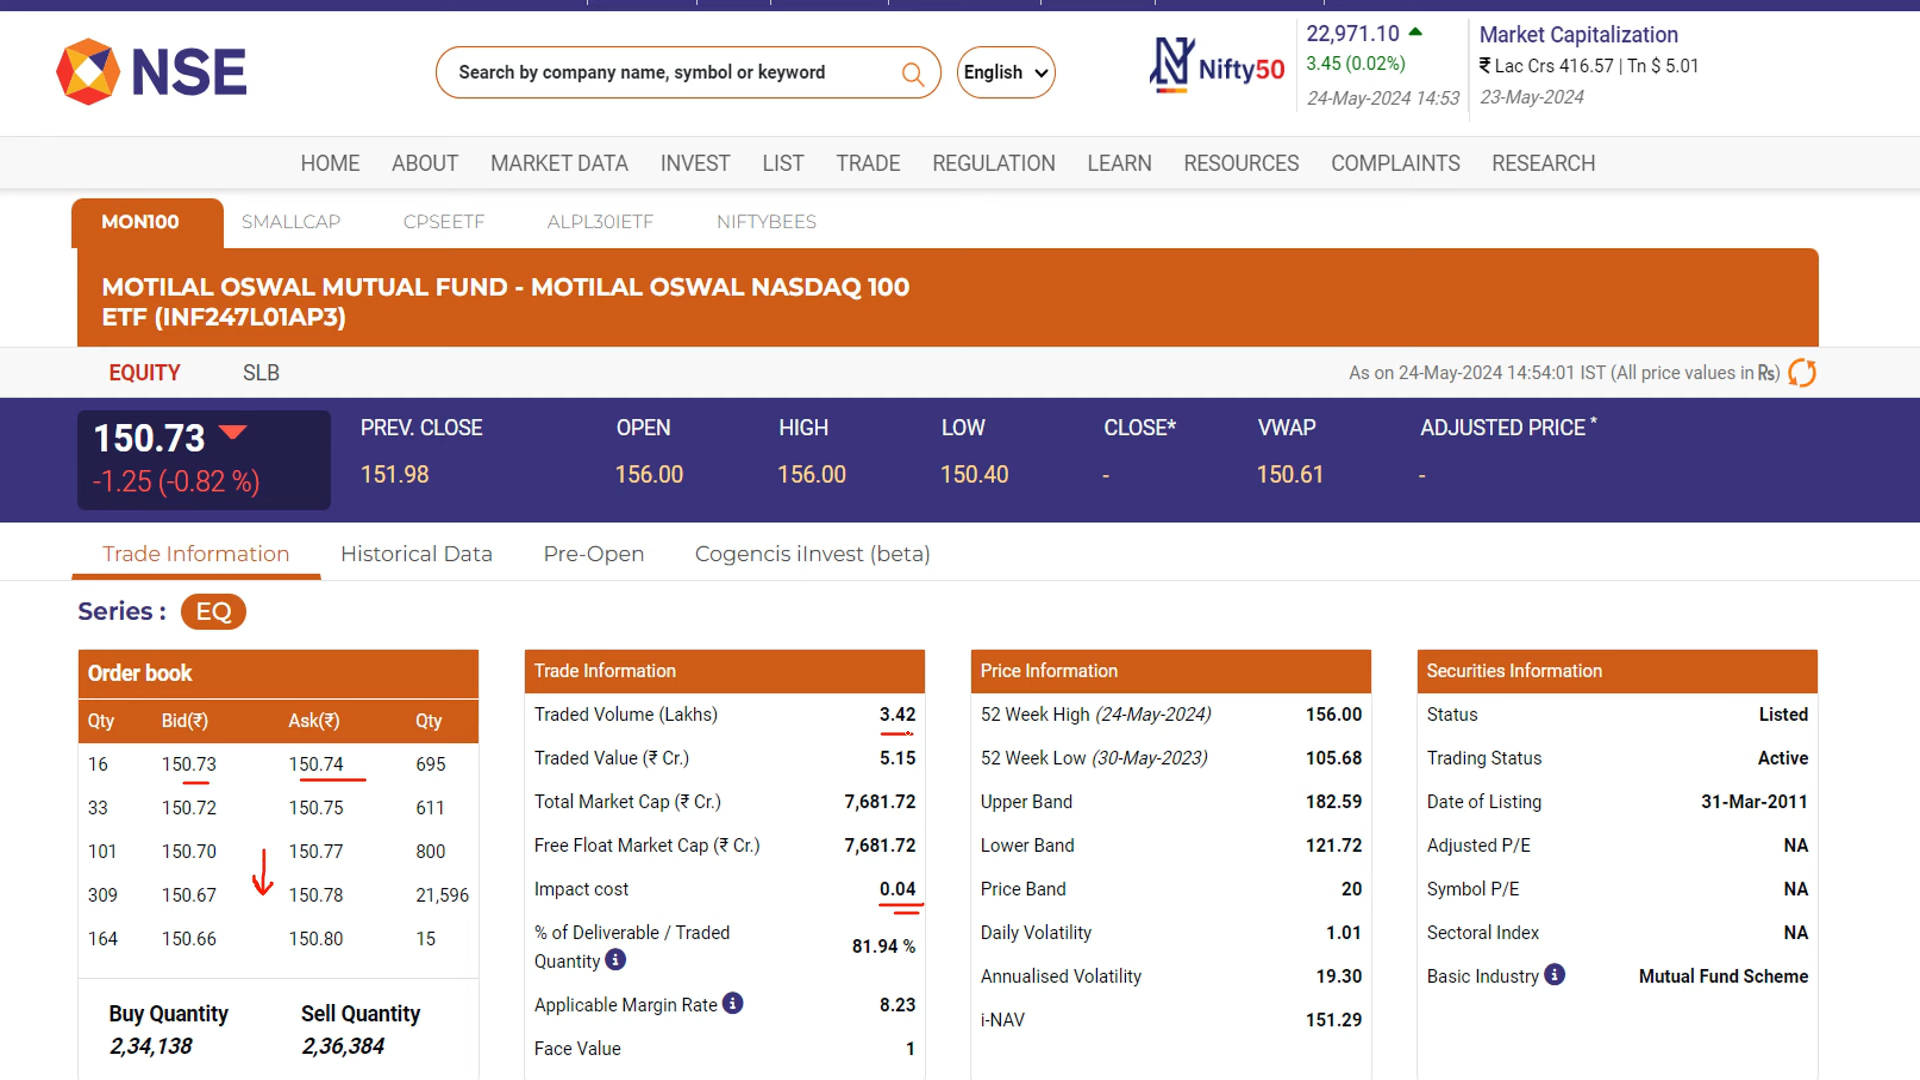 NSE
Search by company name, symbol or keyword
English
Nifty50
22,971.10
3.45 (0.02%)
24-May-2024 14:53
Market Capitalization
₹ Lac Crs 416.57 | Tn $ 5.01
23-May-2024
HOME ABOUT MARKET DATA INVEST LIST TRADE REGULATION LEARN RESOURCES COMPLAINTS RESEARCH
MON100 SMALLCAP CPSEETF ALPL30IETF NIFTYBEES
MOTILAL OSWAL MUTUAL FUND - MOTILAL OSWAL NASDAQ 100
ETF (INF247L01AP3)
EQUITY SLB
As on 24-May-2024 14:54:01 IST (All price values in ₨)
150.73
-1.25 (-0.82 %)
PREV. CLOSE OPEN HIGH LOW CLOSE* VWAP ADJUSTED PRICE *
151.98 156.00 156.00 150.40 - 150.61 -
Trade Information Historical Data Pre-Open Cogencis iInvest (beta)
Series : EQ
Order book
Qty Bid(₹) Ask(₹) Qty
16 150.73 150.74 695
33 150.72 150.75 611
101 150.70 150.77 800
309 150.67 150.78 21,596
164 150.66 150.80 15
Buy Quantity Sell Quantity
2,34,138 2,36,384
Trade Information
Traded Volume (Lakhs) 3.42
Traded Value (₹ Cr.) 5.15
Total Market Cap (₹ Cr.) 7,681.72
Free Float Market Cap (₹ Cr.) 7,681.72
Impact cost 0.04
% of Deliverable / Traded
Quantity i 81.94 %
Applicable Margin Rate i 8.23
Face Value 1
Price Information
52 Week High (24-May-2024) 156.00
52 Week Low (30-May-2023) 105.68
Upper Band 182.59
Lower Band 121.72
Price Band 20
Daily Volatility 1.01
Annualised Volatility 19.30
i-NAV 151.29
Securities Information
Status Listed
Trading Status Active
Date of Listing 31-Mar-2011
Adjusted P/E NA
Symbol P/E NA
Sectoral Index NA
Basic Industry i Mutual Fund Scheme